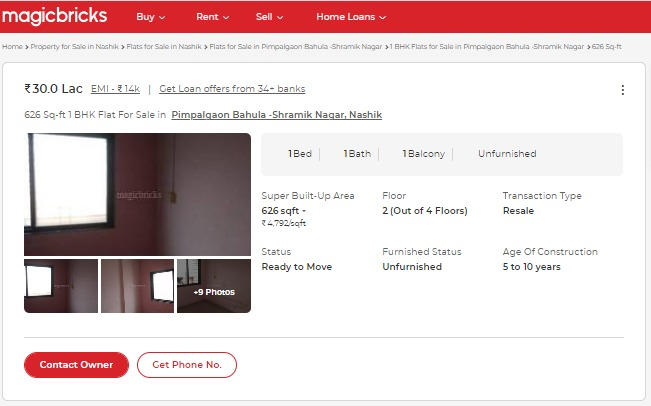 magicbricks
Buy Rent Sell Home Loans
Home > Property for Sale in Nashik > Flats for Sale in Nashik > Flats for Sale in Pimpalgaon Bahula -Shramik Nagar > 1 BHK Flats for Sale in Pimpalgaon Bahula -Shramik Nagar > 626 Sq-ft
₹30.0 Lac EMI - ₹14k | Get Loan offers from 34+ banks
626 Sq-ft 1 BHK Flat For Sale in Pimpalgaon Bahula -Shramik Nagar, Nashik
magicbricks
+9 Photos
1 Bed 1 Bath 1 Balcony Unfurnished
Super Built-Up Area Floor Transaction Type
626 sqft 2 (Out of 4 Floors) Resale
₹4,792/sqft
Status Furnished Status Age Of Construction
Ready to Move Unfurnished 5 to 10 years
Contact Owner Get Phone No.